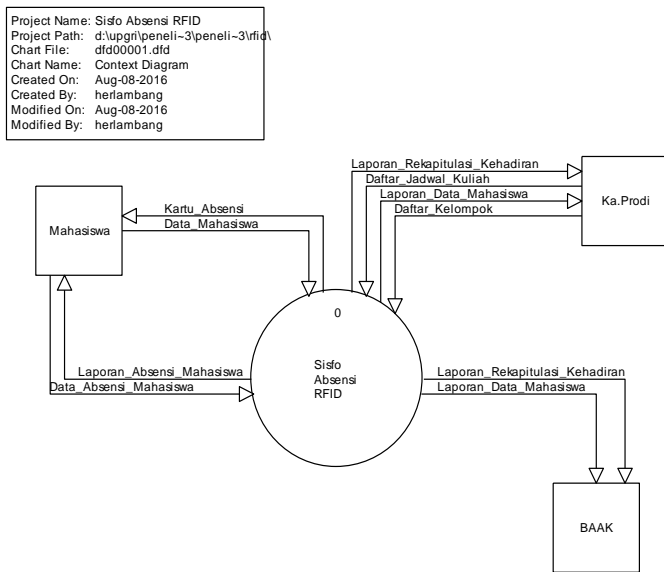 Project Name: Sisfo Absensi RFID
Project Path: d:\upgri\peneli~3\peneli~3\rfid\
Chart File: dfd00001.dfd
Chart Name: Context Diagram
Created On: Aug-08-2016
Created By: herlambang
Modified On: Aug-08-2016
Modified By: herlambang
Laporan_Rekapitulasi_Kehadiran
Daftar_Jadwal_Kuliah
Laporan_Data_Mahasiswa
Daftar_Kelompok
Ka.Prodi
Kartu_Absensi
Data_Mahasiswa
Mahasiswa
0
Sisfo
Absensi
RFID
Laporan_Absensi_Mahasiswa
Data_Absensi_Mahasiswa
Laporan_Rekapitulasi_Kehadiran
Laporan_Data_Mahasiswa
BAAK